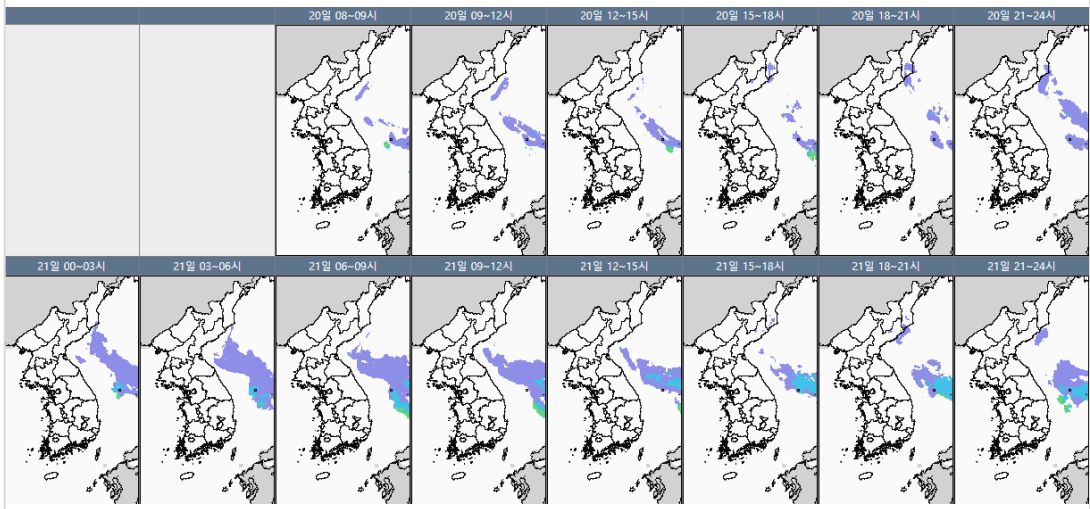 20일 08~09시
20일 09~12시
20일 12~15시
20일 15~18시
20일 18~21시
20일 21~24시
21일 00~03시
21일 03~06시
21일 06~09시
21일 09~12시
21일 12~15시
21일 15~18시
21일 18~21시
21일 21~24시